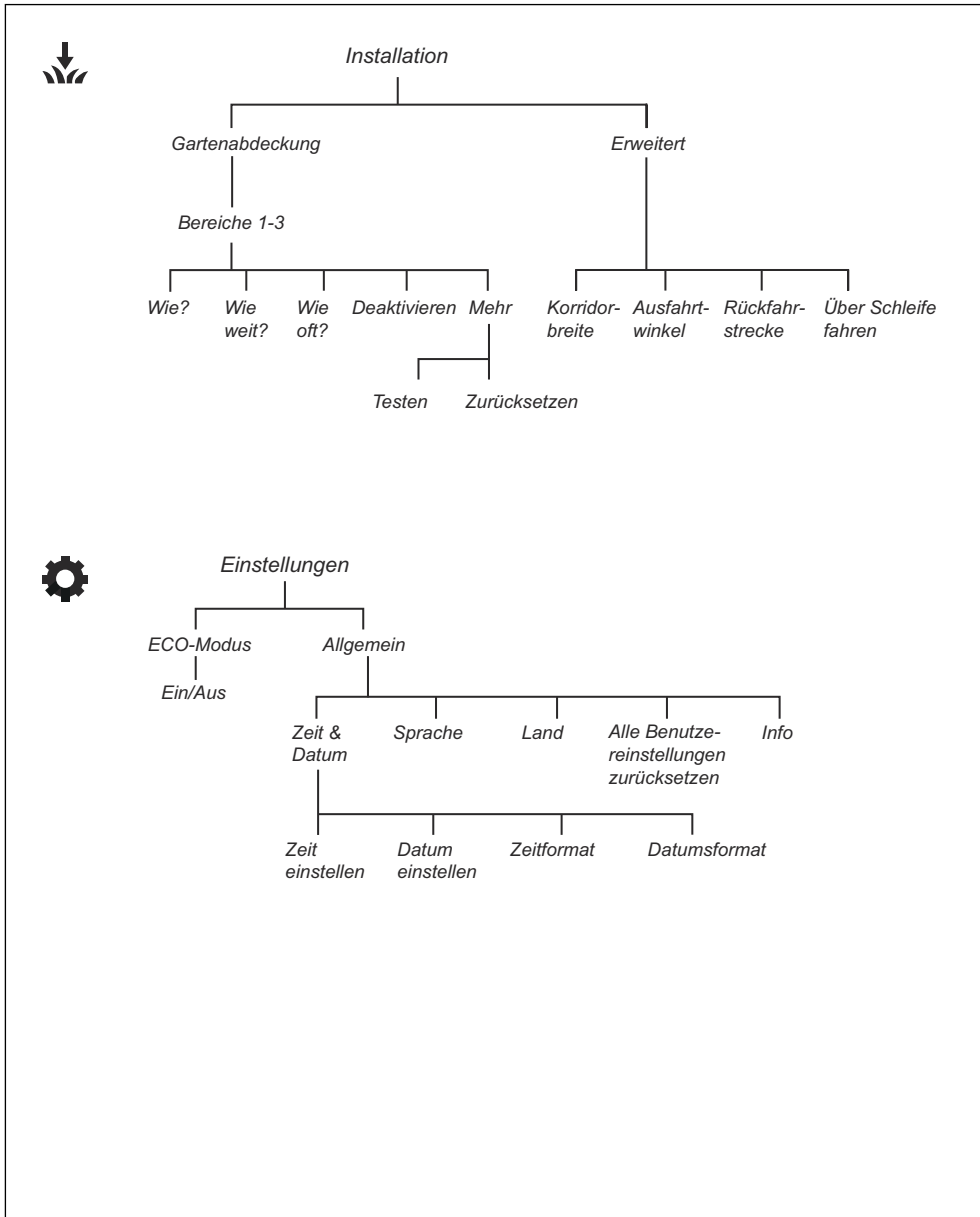 Installation
Gartenabdeckung
Erweitert
Bereiche 1-3
Wie?
Wie
weit?
Wie
oft?
Deaktivieren
Mehr
Korridor-
breite
Ausfahrt-
winkel
Rückfahr-
strecke
Über Schleife
fahren
Testen
Zurücksetzen
Einstellungen
ECO-Modus
Allgemein
Ein/Aus
Zeit &
Datum
Sprache
Land
Alle Benutze-
reinstellungen
zurücksetzen
Info
Zeit
einstellen
Datum
einstellen
Zeitformat
Datumsformat